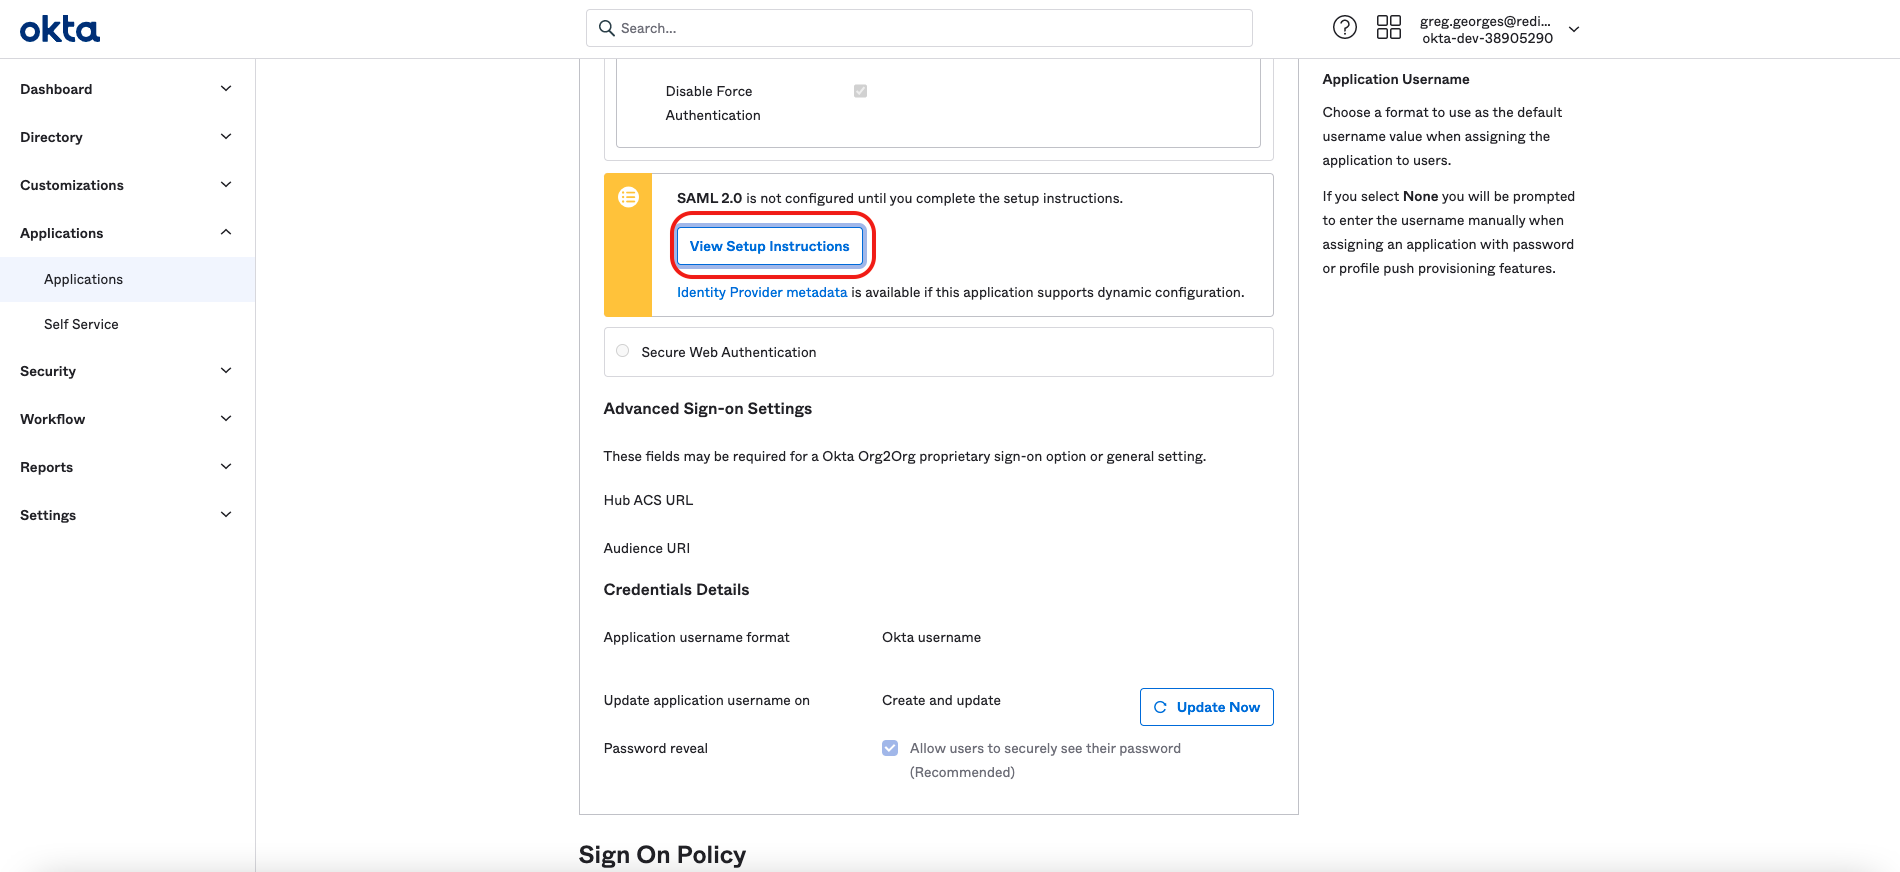 okta
Search...
greg.georges@redi...
okta-dev-38905290
Dashboard
Directory
Customizations
Applications
Applications
Self Service
Security
Workflow
Reports
Settings
Disable Force
Authentication
SAML 2.0 is not configured until you complete the setup instructions.
View Setup Instructions
Identity Provider metadata is available if this application supports dynamic configuration.
Secure Web Authentication
Advanced Sign-on Settings
These fields may be required for a Okta Org2Org proprietary sign-on option or general setting.
Hub ACS URL
Audience URI
Credentials Details
Application username format
Okta username
Update application username on
Create and update
Update Now
Password reveal
Allow users to securely see their password
(Recommended)
Sign On Policy
Application Username
Choose a format to use as the default
username value when assigning the
application to users.
If you select None you will be prompted
to enter the username manually when
assigning an application with password
or profile push provisioning features.